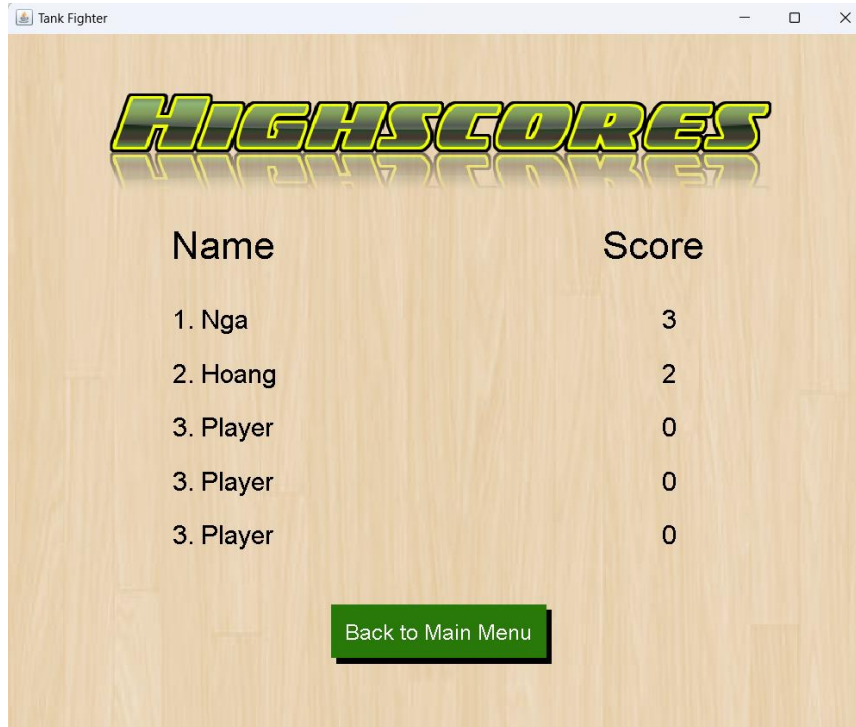 Tank Fighter
HIGHSCORES
Name Score
1. Nga 3
2. Hoang 2
3. Player 0
3. Player 0
3. Player 0
Back to Main Menu